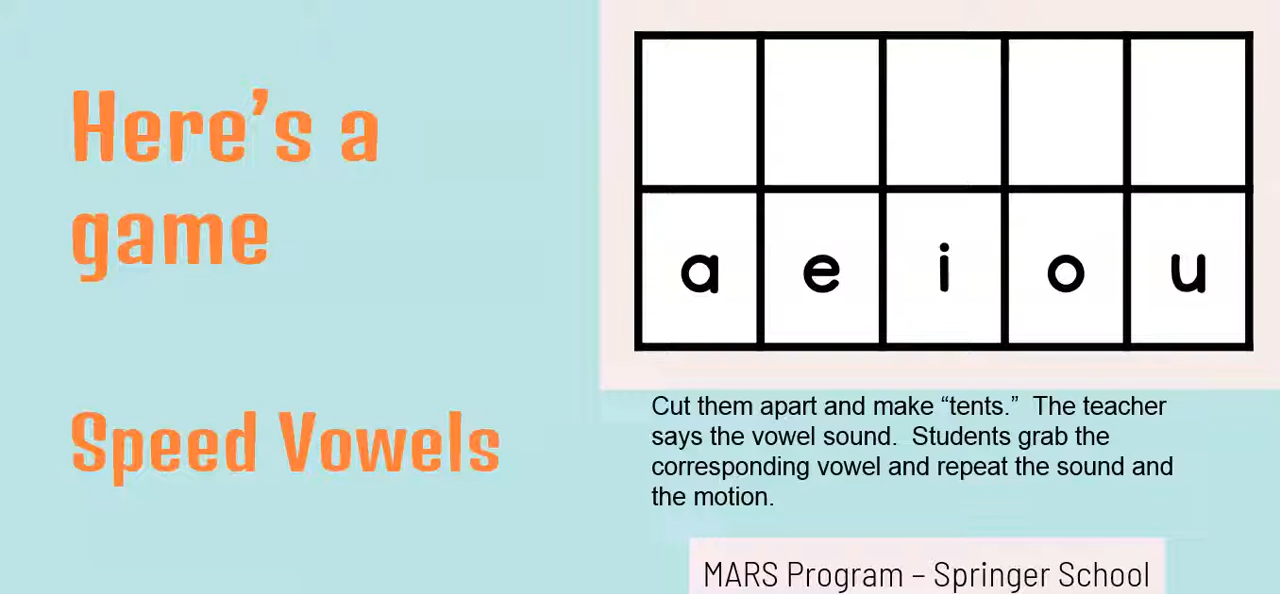 Here’s a
game
Speed Vowels
a e i o u
Cut them apart and make “tents.”  The teacher
says the vowel sound.  Students grab the
corresponding vowel and repeat the sound and
the motion.
MARS Program – Springer School